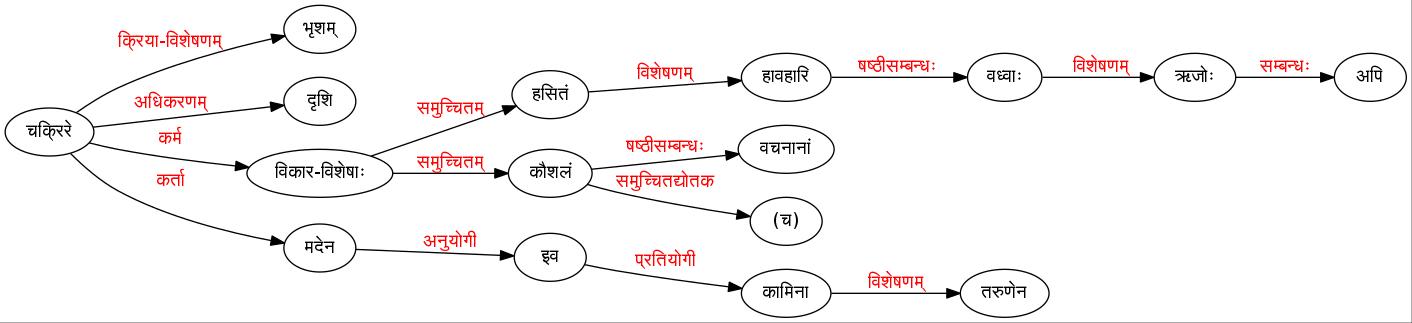 क्रिया-विशेषणम्
भृशम्
अधिकरणम्
दृशि
चक्रिरे
कर्म
विकार-विशेषाः
कर्ता
मदेन
समुच्चितम्
हसितं
विशेषणम्
हावहारि
षष्ठीसम्बन्धः
वध्वाः
विशेषणम्
ऋजोः
सम्बन्धः
अपि
समुच्चितम्
कौशलं
षष्ठीसम्बन्धः
वचनानां
समुच्चितद्योतक
(च)
अनुयोगी
इव
प्रतियोगी
कामिना
विशेषणम्
तरुणेन